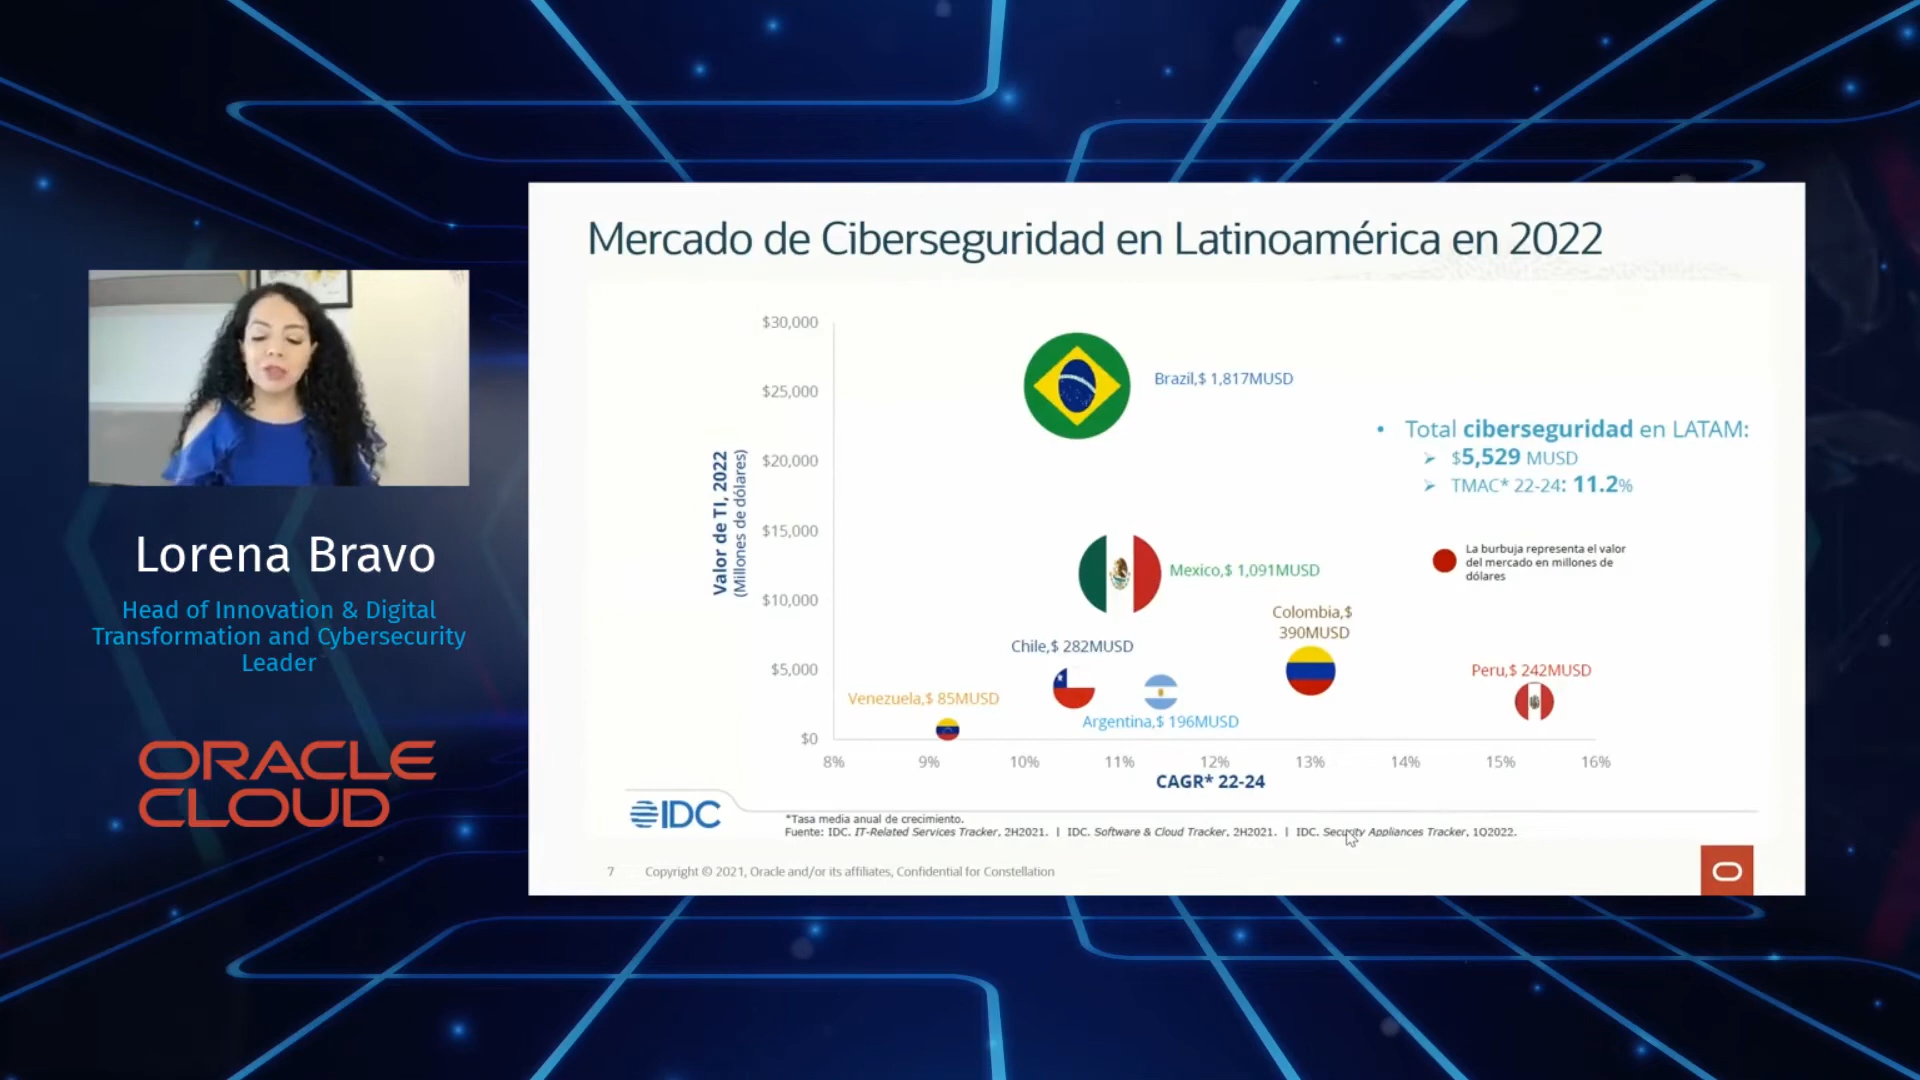 Mercado de Ciberseguridad en Latinoamérica en 2022
Lorena Bravo
Head of Innovation & Digital
Transformation and Cybersecurity
Leader
ORACLE
CLOUD
Valor de TI, 2022
(Millones de dólares)
$30,000
$25,000
$20,000
$15,000
$10,000
$5,000
$0
Brazil,$ 1,817MUSD
Mexico,$ 1,091MUSD
Colombia,$
390MUSD
Chile,$ 282MUSD
Peru,$ 242MUSD
Venezuela,$ 85MUSD
Argentina,$ 196MUSD
• Total ciberseguridad en LATAM:
➢ $5,529 MUSD
➢ TMAC* 22-24: 11.2%
La burbuja representa el valor
del mercado en millones de
dólares
8% 9% 10% 11% 12% 13% 14% 15% 16%
CAGR* 22-24
IDC
*Tasa media anual de crecimiento.
Fuente: IDC. IT-Related Services Tracker, 2H2021. | IDC. Software & Cloud Tracker, 2H2021. | IDC. Security Appliances Tracker, 1Q2022.
7 Copyright © 2021, Oracle and/or its affiliates, Confidential for Constellation